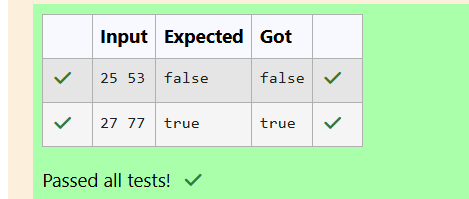 Input Expected Got
25 53 false false
27 77 true true
Passed all tests!